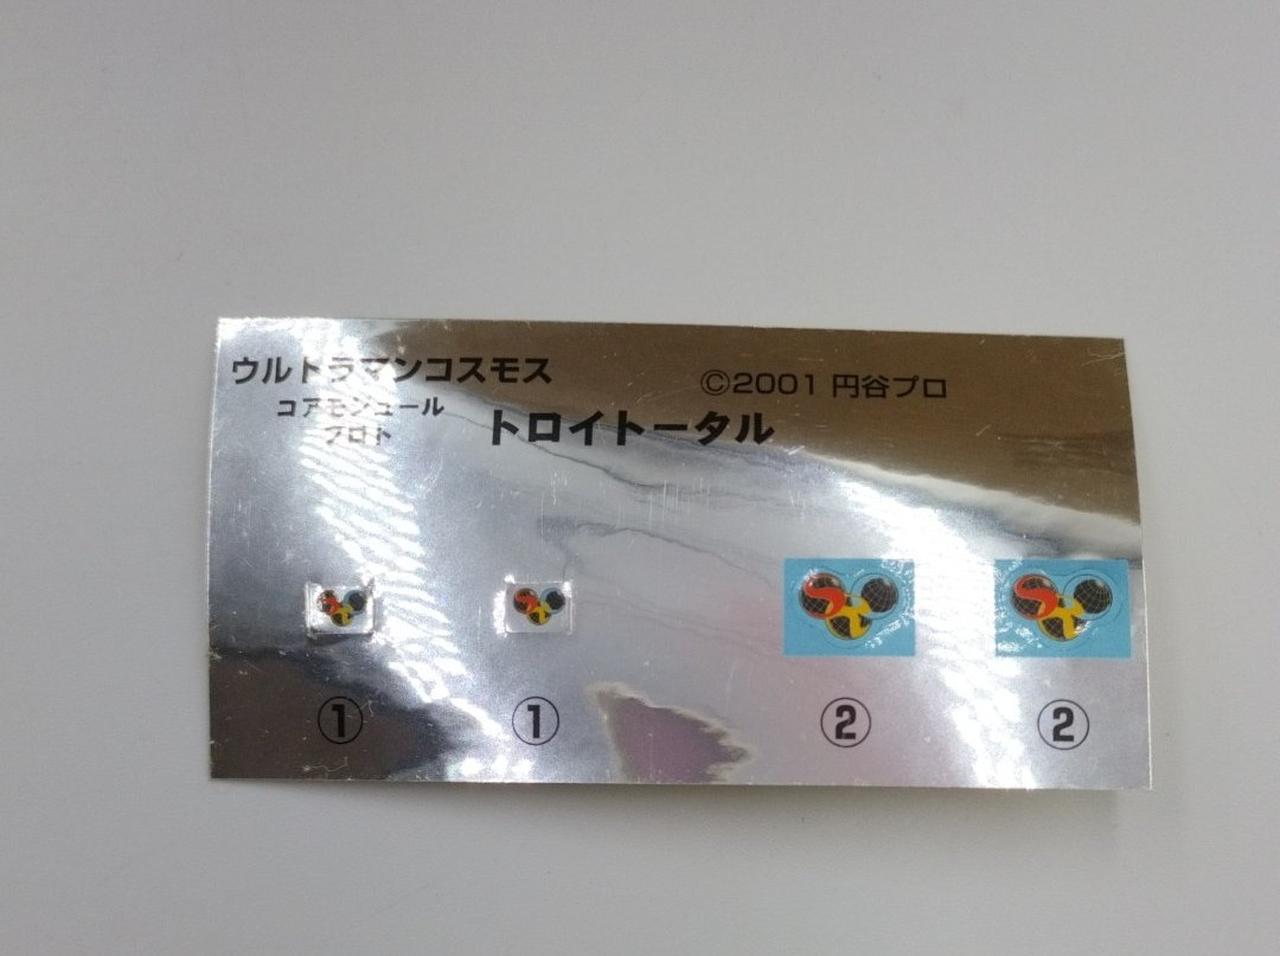 ウルトラマンコスモス
©2001 円谷プロ
コアモジュール
プロト
トロイトータル
① ① ② ②